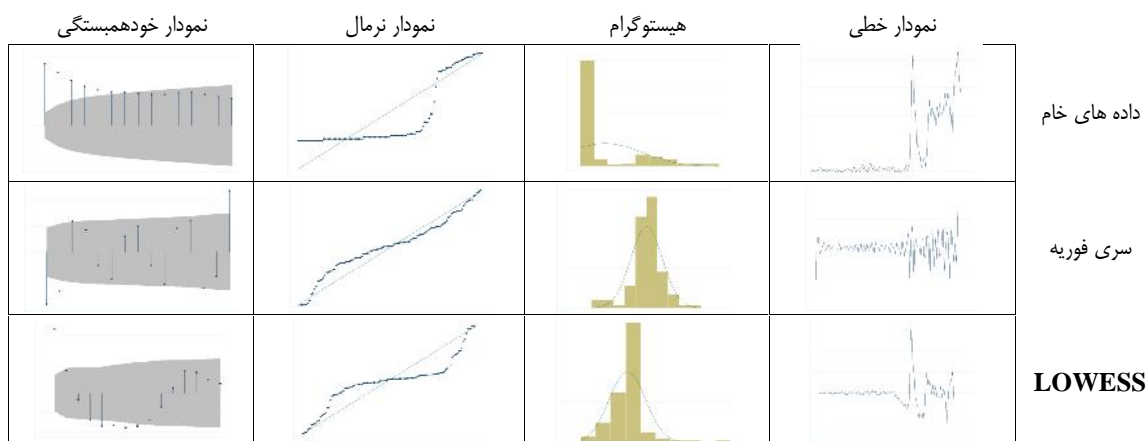 نمودار خطی
هیستوگرام
نمودار نرمال
نمودار خودهمبستگی
داده های خام
سری فوریه
LOWESS